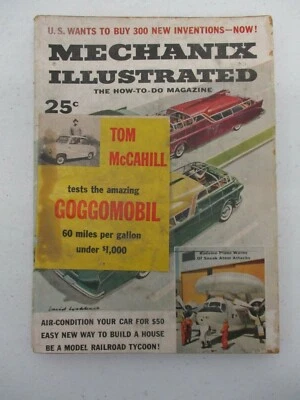 U.S. WANTS TO BUY 300 NEW INVENTIONS—NOW!
MECHANIX
ILLUSTRATED
THE HOW-TO-DO MAGAZINE
25c
TOM
McCAHILL
tests the amazing
GOGGOMOBIL
60 miles per gallon
under $1,000
AIR-CONDITION YOUR CAR FOR $50
EASY NEW WAY TO BUILD A HOUSE
BE A MODEL RAILROAD TYCOON!